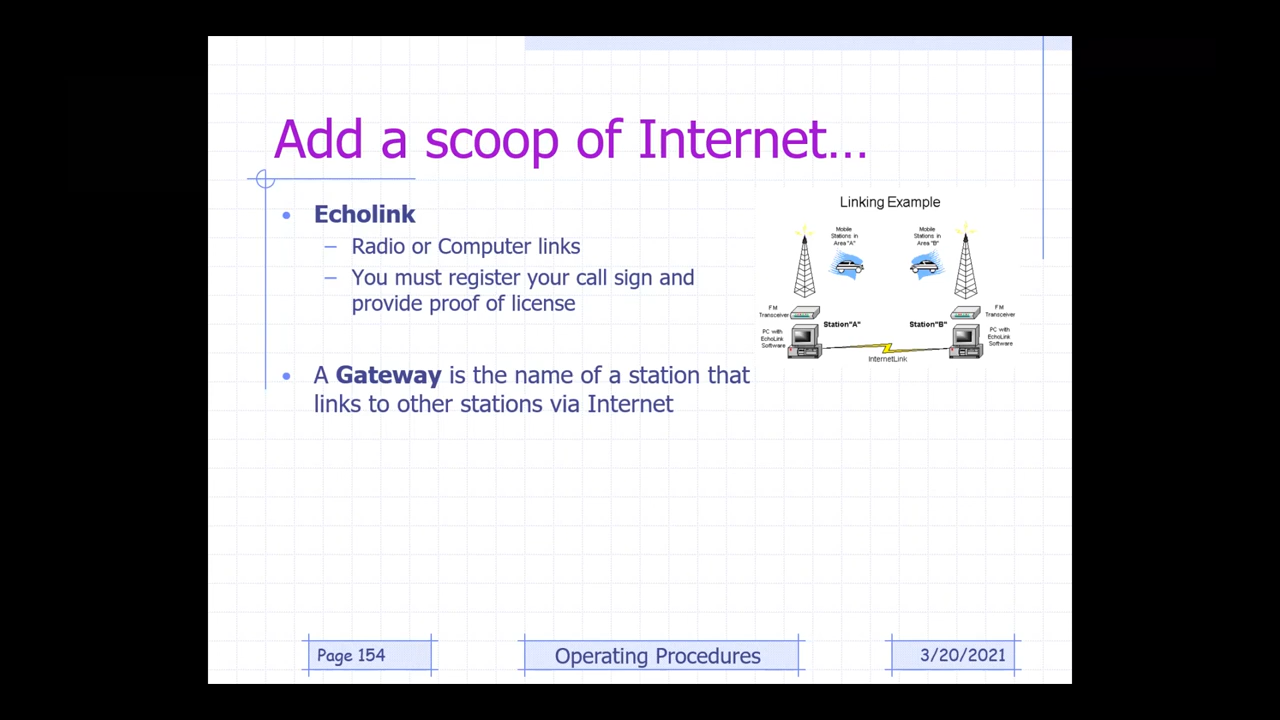 Add a scoop of Internet…
• Echolink
– Radio or Computer links
– You must register your call sign and
provide proof of license
• A Gateway is the name of a station that
links to other stations via Internet
Linking Example
Mobile
Stations in
Area "A"
Mobile
Stations in
Area "B"
FM
Transceiver
Station"A"
Station"B"
FM
Transceiver
PC with
EchoLink
Software
PC with
EchoLink
Software
InternetLink
Page 154
Operating Procedures
3/20/2021